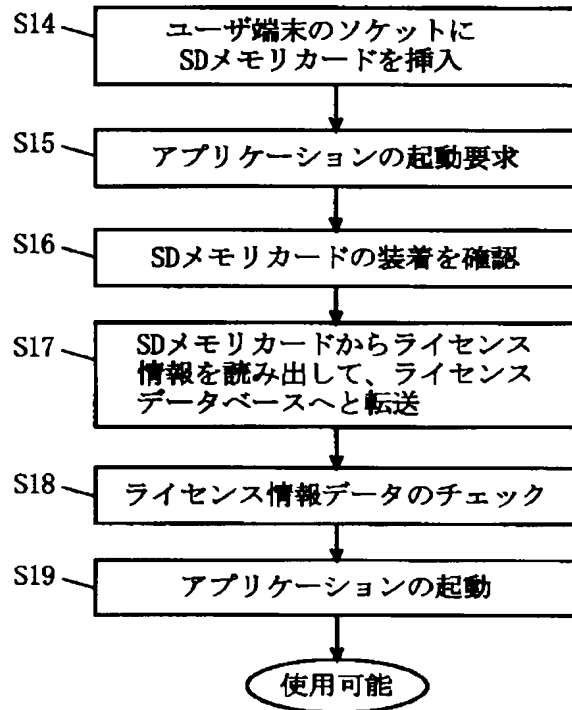 S14
ユーザ端末のソケットに
SDメモリカードを挿入
S15
アプリケーションの起動要求
S16
SDメモリカードの装着を確認
S17
SDメモリカードからライセンス
情報を読み出して、ライセンス
データベースへと転送
S18
ライセンス情報データのチェック
S19
アプリケーションの起動
使用可能